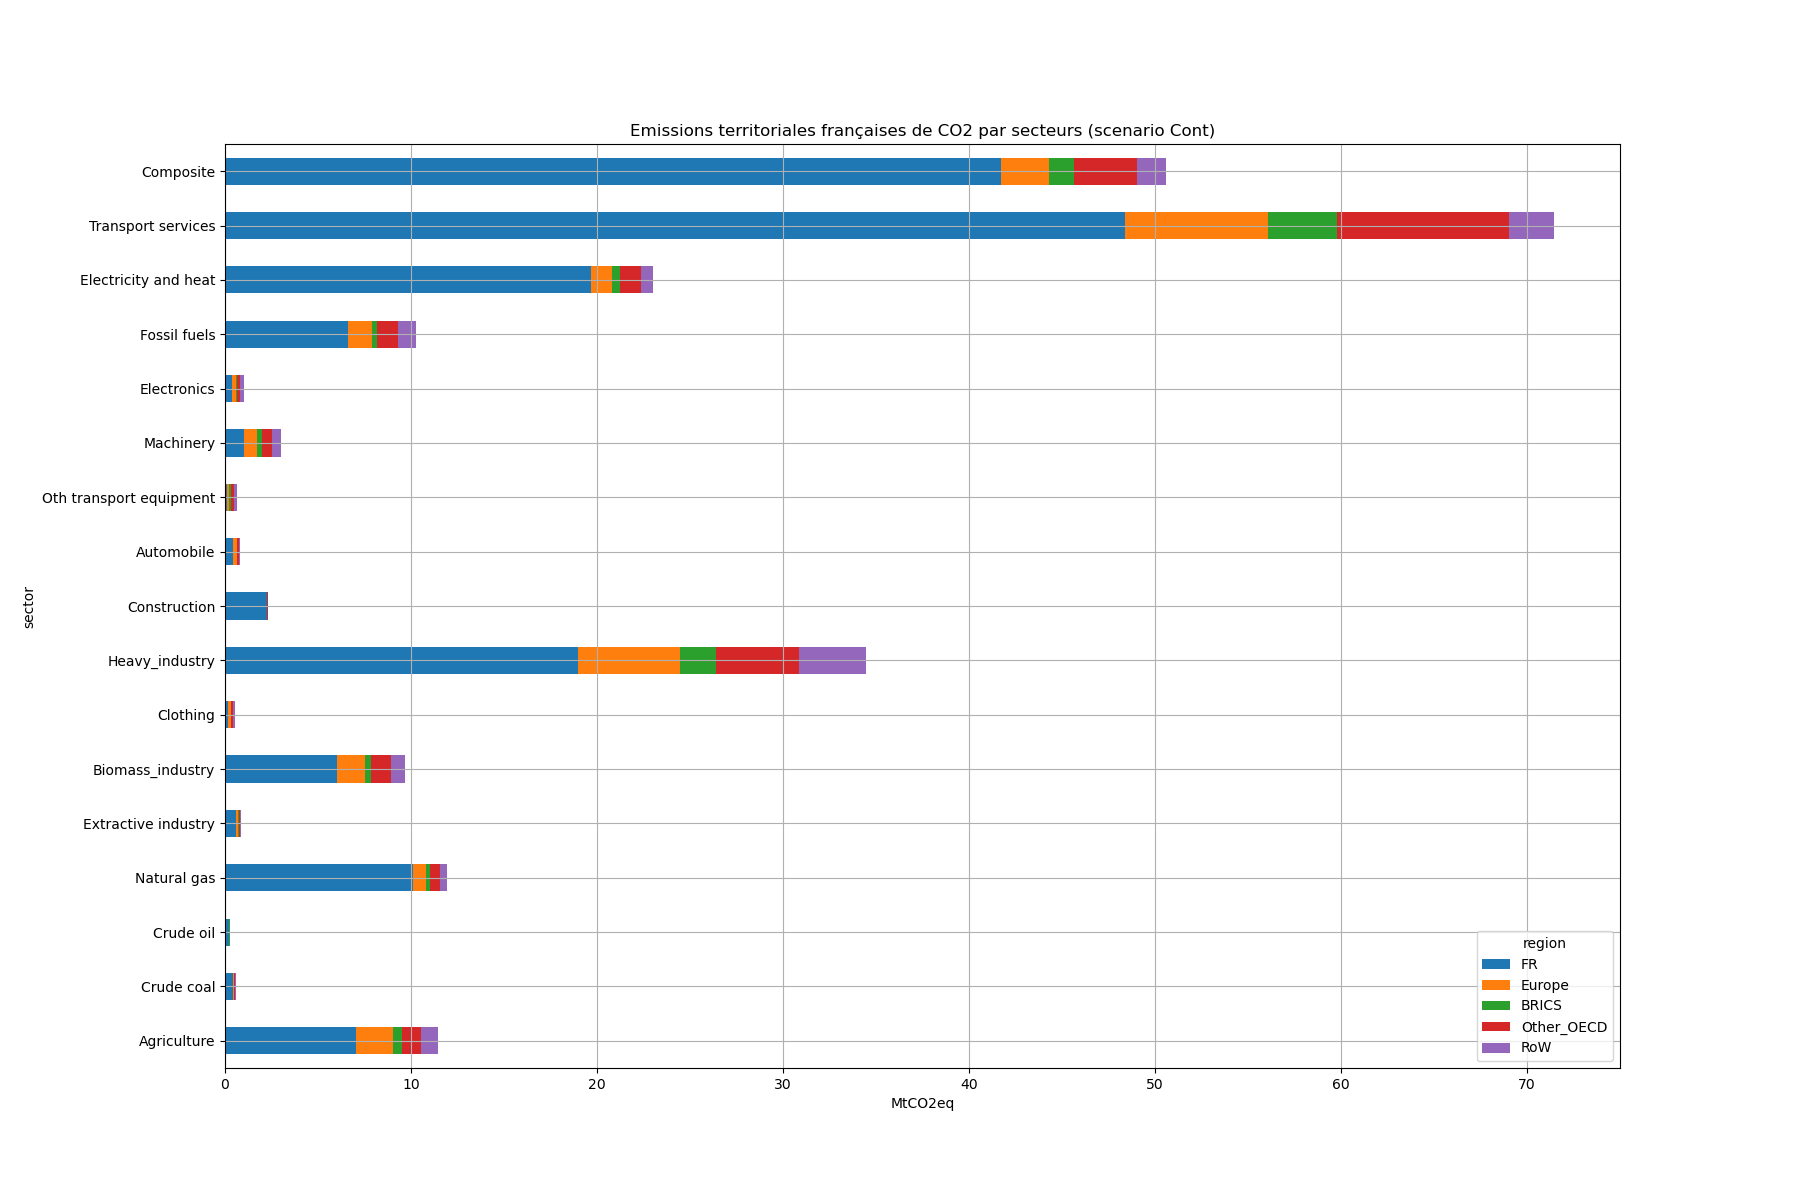 Emissions territoriales françaises de CO2 par secteurs (scenario Cont)
Composite
Transport services
Electricity and heat
Fossil fuels
Electronics
Machinery
Oth transport equipment
Automobile
Construction
Heavy_industry
Clothing
Biomass_industry
Extractive industry
Natural gas
Crude oil
Crude coal
Agriculture
sector
0 10 20 30 40 50 60 70
MtCO2eq
region
FR
Europe
BRICS
Other_OECD
RoW